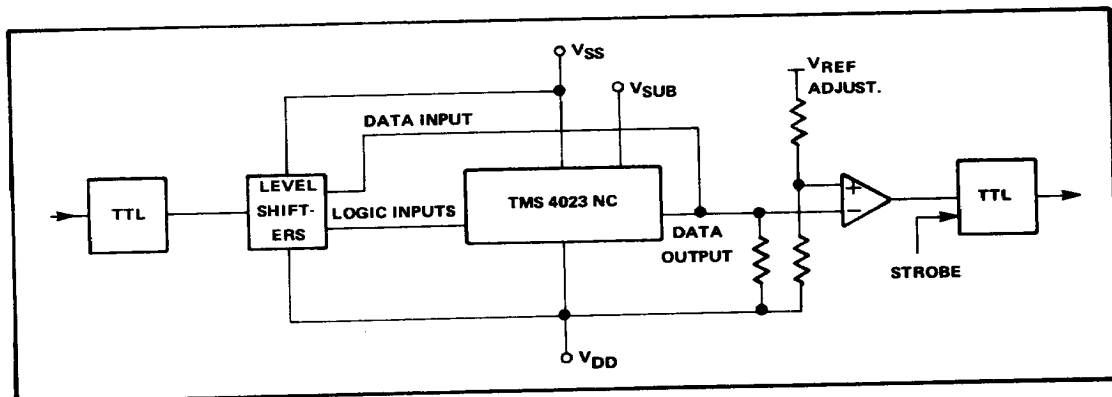 VSS
VREF
ADJUST.
VSUB
DATA INPUT
TTL
LEVEL
SHIFT-
ERS
LOGIC INPUTS
TMS 4023 NC
DATA
OUTPUT
+
−
TTL
STROBE
VDD